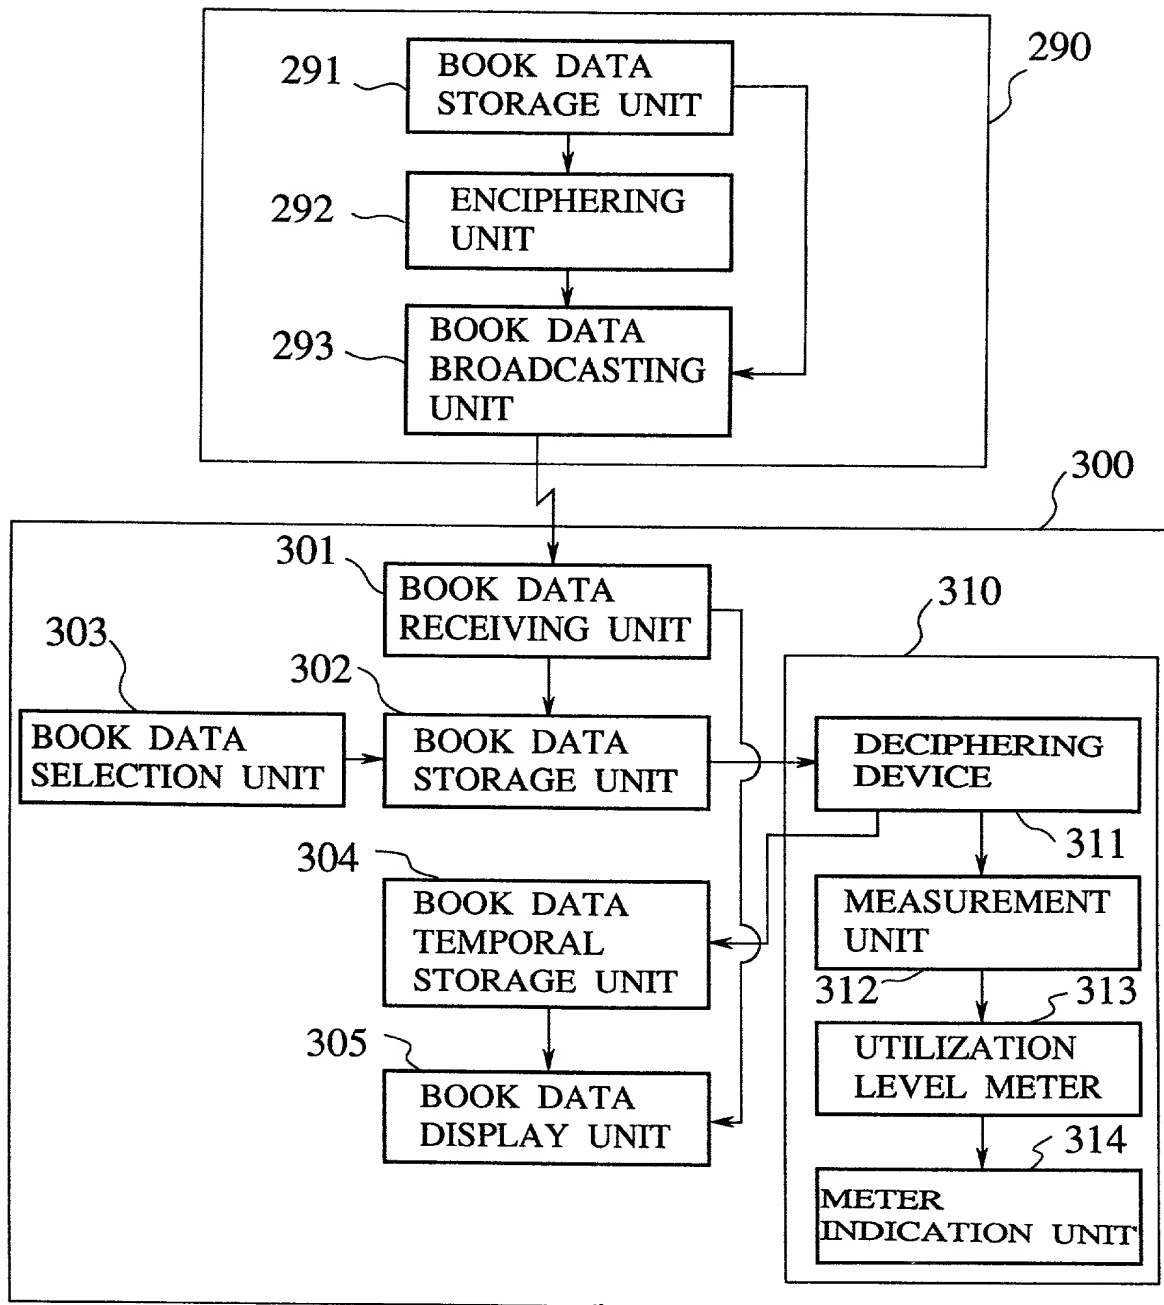 290
291
BOOK DATA
STORAGE UNIT
292
ENCIPHERING
UNIT
293
BOOK DATA
BROADCASTING
UNIT
300
301
BOOK DATA
RECEIVING UNIT
310
303
302
BOOK DATA
SELECTION UNIT
BOOK DATA
STORAGE UNIT
DECIPHERING
DEVICE
311
304
BOOK DATA
TEMPORAL
STORAGE UNIT
MEASUREMENT
UNIT
312
313
305
BOOK DATA
DISPLAY UNIT
UTILIZATION
LEVEL METER
314
METER
INDICATION UNIT